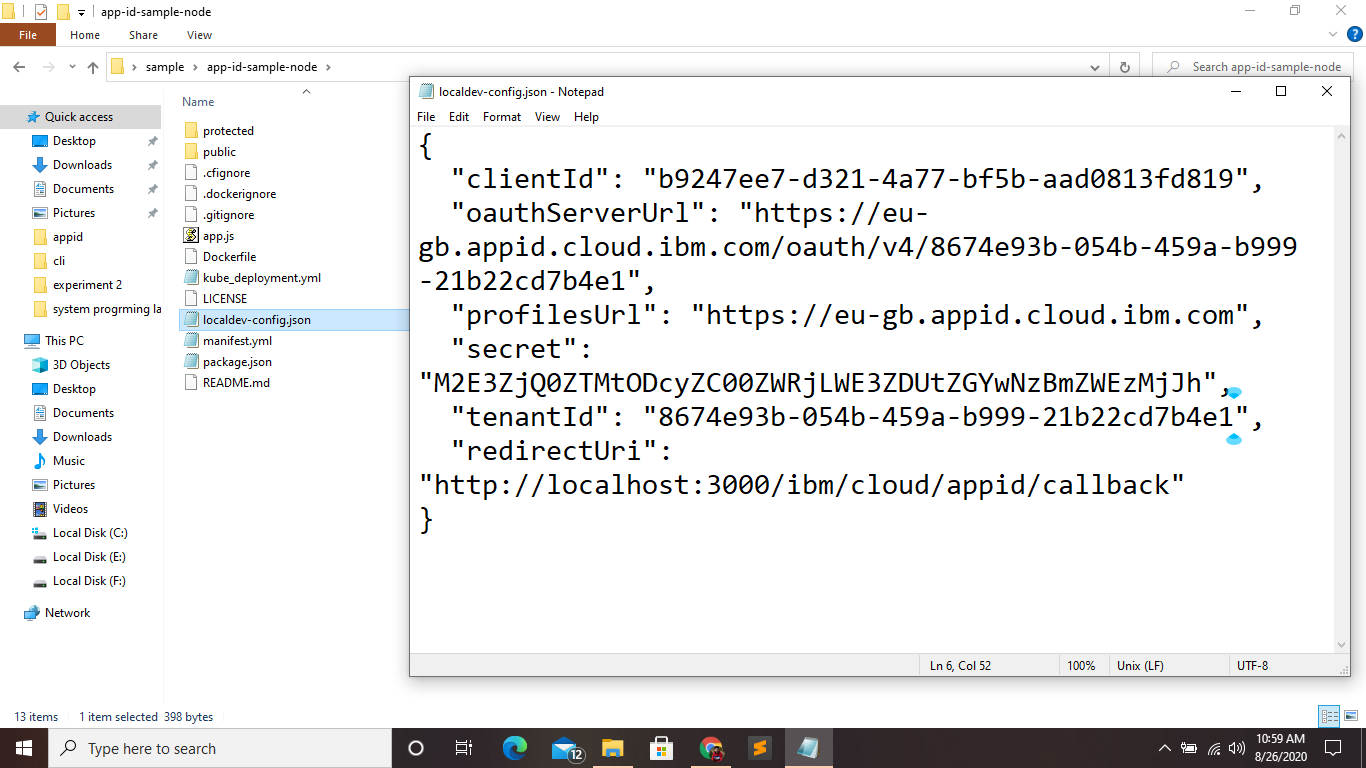 app-id-sample-node
File Home Share View
sample > app-id-sample-node >
Search app-id-sample-node
Quick access
Desktop
Downloads
Documents
Pictures
appid
cli
experiment 2
system progrming la
This PC
3D Objects
Desktop
Documents
Downloads
Music
Pictures
Videos
Local Disk (C:)
Local Disk (E:)
Local Disk (F:)
Network
Name
protected
public
.cfignore
.dockerignore
.gitignore
app.js
Dockerfile
kube_deployment.yml
LICENSE
localdev-config.json
manifest.yml
package.json
README.md
localdev-config.json - Notepad
File Edit Format View Help
{
"clientId": "b9247ee7-d321-4a77-bf5b-aad0813fd819",
"oauthServerUrl": "https://eu-
gb.appid.cloud.ibm.com/oauth/v4/8674e93b-054b-459a-b999
-21b22cd7b4e1",
"profilesUrl": "https://eu-gb.appid.cloud.ibm.com",
"secret":
"M2E3ZjQ0ZTMtODcyZC00ZWRjLWE3ZDUtZGYwNzBmZWEzMjJh",
"tenantId": "8674e93b-054b-459a-b999-21b22cd7b4e1",
"redirectUri":
"http://localhost:3000/ibm/cloud/appid/callback"
}
Ln 6, Col 52 100% Unix (LF) UTF-8
13 items 1 item selected 398 bytes
Type here to search
12
10:59 AM
8/26/2020